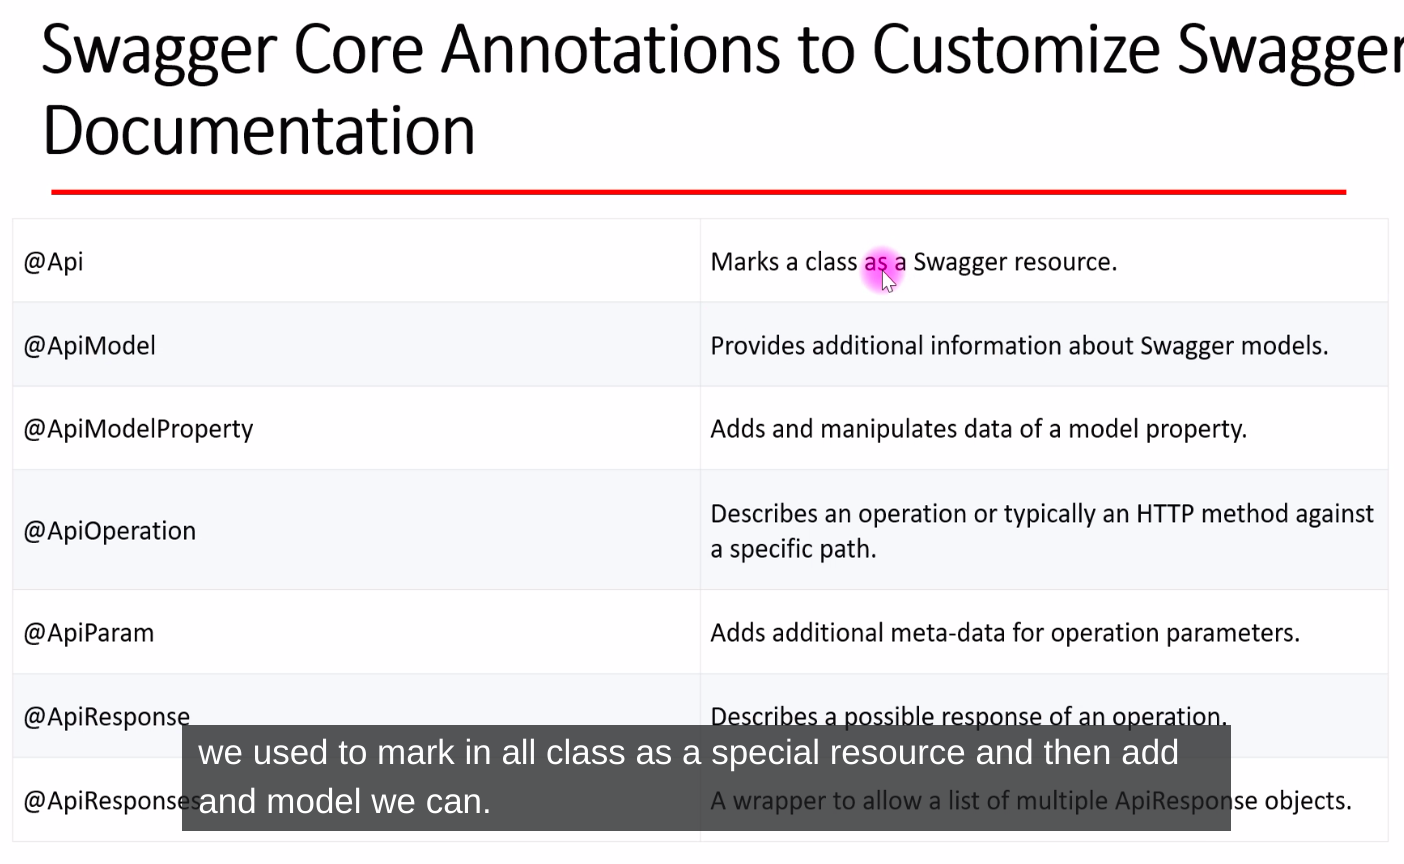 Swagger Core Annotations to Customize Swagger
Documentation
@Api
Marks a class as a Swagger resource.
@ApiModel
Provides additional information about Swagger models.
@ApiModelProperty
Adds and manipulates data of a model property.
@ApiOperation
Describes an operation or typically an HTTP method against
a specific path.
@ApiParam
Adds additional meta-data for operation parameters.
@ApiResponse
Describes a possible response of an operation.
@ApiResponses
A wrapper to allow a list of multiple ApiResponse objects.
we used to mark in all class as a special resource and then add
and model we can.